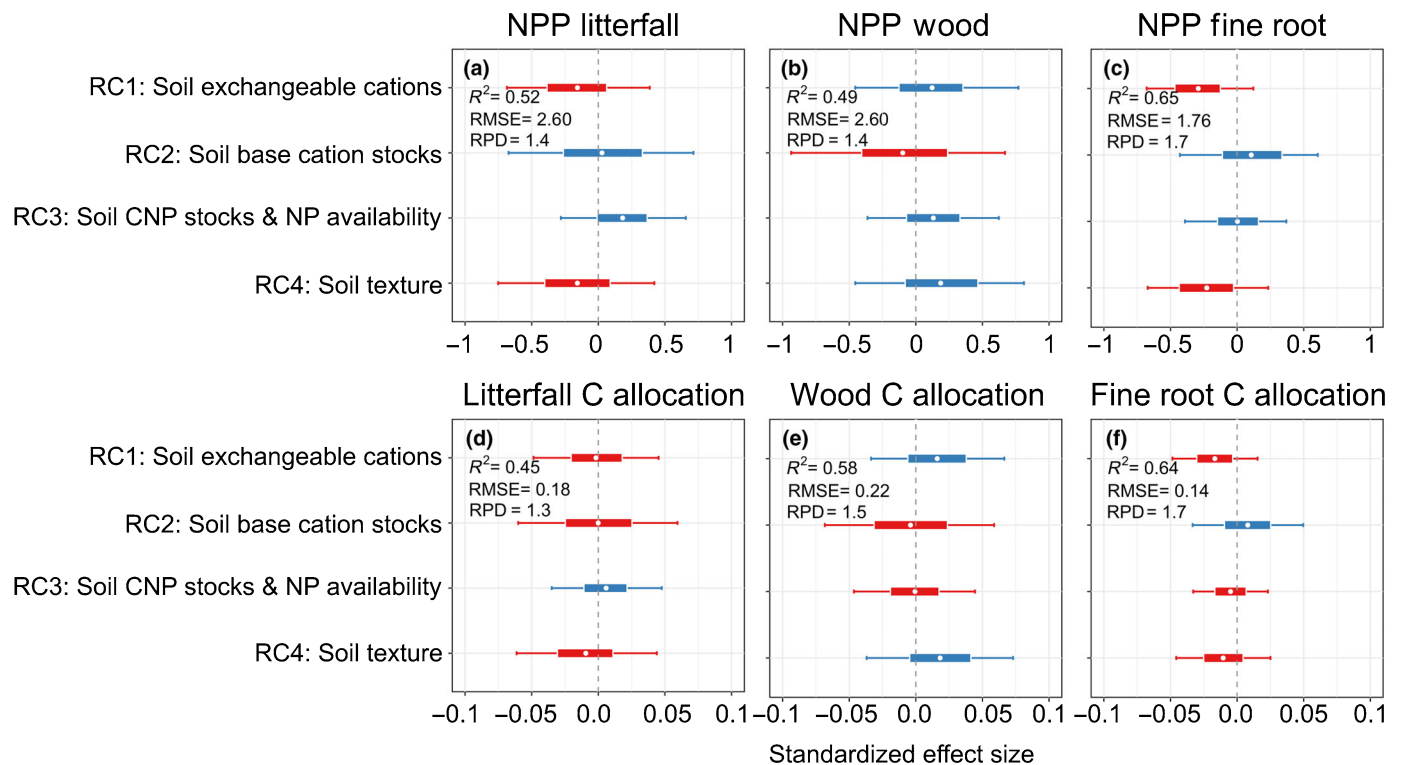 NPP litterfall NPP wood NPP fine root
RC1: Soil exchangeable cations
RC2: Soil base cation stocks
RC3: Soil CNP stocks & NP availability
RC4: Soil texture
(a)
R²= 0.52
RMSE= 2.60
RPD = 1.4
(b)
R²= 0.49
RMSE= 2.60
RPD = 1.4
(c)
R²= 0.65
RMSE= 1.76
RPD = 1.7
−1 −0.5 0 0.5 1 −1 −0.5 0 0.5 1 −1 −0.5 0 0.5 1
Litterfall C allocation Wood C allocation Fine root C allocation
RC1: Soil exchangeable cations
RC2: Soil base cation stocks
RC3: Soil CNP stocks & NP availability
RC4: Soil texture
(d)
R²= 0.45
RMSE= 0.18
RPD = 1.3
(e)
R²= 0.58
RMSE= 0.22
RPD = 1.5
(f)
R²= 0.64
RMSE= 0.14
RPD = 1.7
−0.1 −0.05 0.0 0.05 0.1 −0.1 −0.05 0.0 0.05 0.1 −0.1 −0.05 0.0 0.05 0.1
Standardized effect size